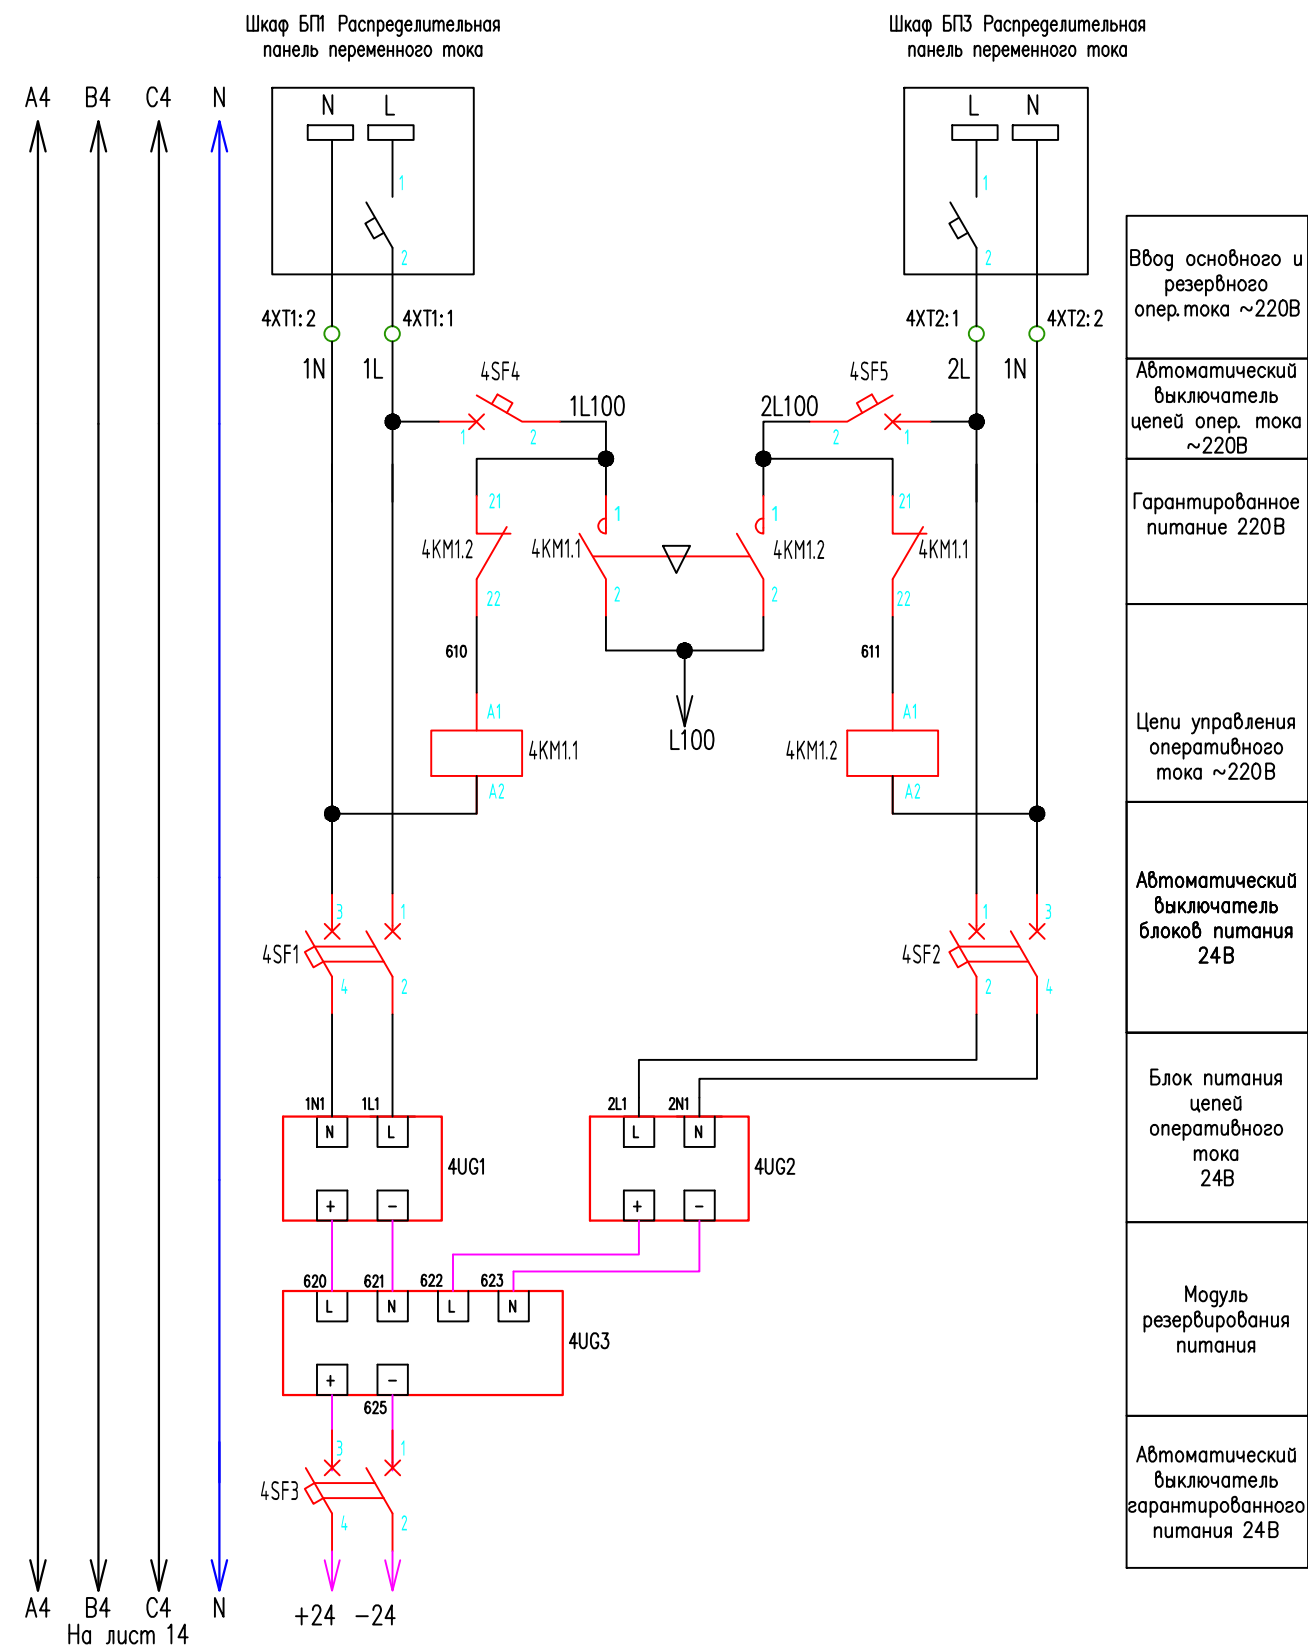 Шкаф БП1 Распределительная
панель переменного тока
Шкаф БП3 Распределительная
панель переменного тока
A4 B4 C4 N
N L
L N
1
2
1
2
4XT1:2 4XT1:1
4XT2:1 4XT2:2
1N 1L
2L 1N
4SF4
1L100
1 2
4SF5
2L100
2 1
21
4KM1.2
22
4KM1.1
1
2
1
4KM1.2
2
21
4KM1.1
22
610
611
L100
A1
4KM1.1
A2
A1
4KM1.2
A2
3 1
4SF1
4 2
1 3
4SF2
2 4
1N1 1L1
N L
4UG1
+ −
2L1 2N1
L N
4UG2
+ −
620 621 622 623
L N L N
4UG3
+ −
625
3 1
4SF3
4 2
+24 −24
A4 B4 C4 N
На лист 14
Ввод основного и
резервного
опер.тока ~220В
Автоматический
выключатель
цепей опер. тока
~220В
Гарантированное
питание 220В
Цепи управления
оперативного
тока ~220В
Автоматический
выключатель
блоков питания
24В
Блок питания
цепей
оперативного
тока
24В
Модуль
резервирования
питания
Автоматический
выключатель
гарантированного
питания 24В